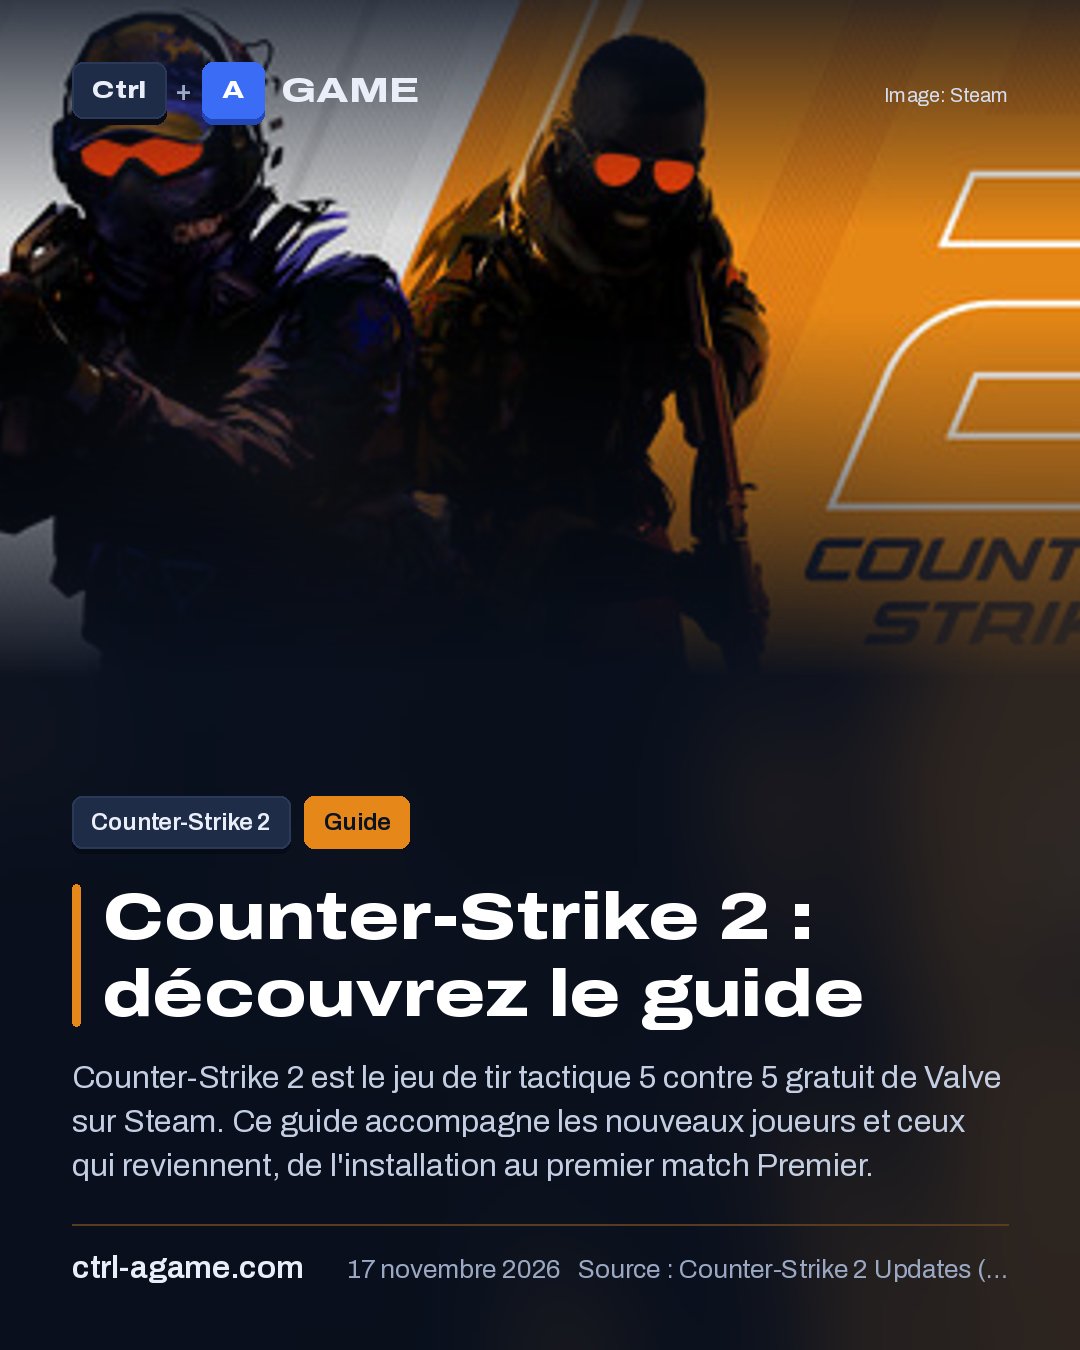 Ctrl + A GAME
Image: Steam
2
COUNT
STRIK
Counter-Strike 2
Guide
Counter-Strike 2 :
découvrez le guide
Counter-Strike 2 est le jeu de tir tactique 5 contre 5 gratuit de Valve
sur Steam. Ce guide accompagne les nouveaux joueurs et ceux
qui reviennent, de l'installation au premier match Premier.
ctrl-agame.com
17 novembre 2026
Source : Counter-Strike 2 Updates (…